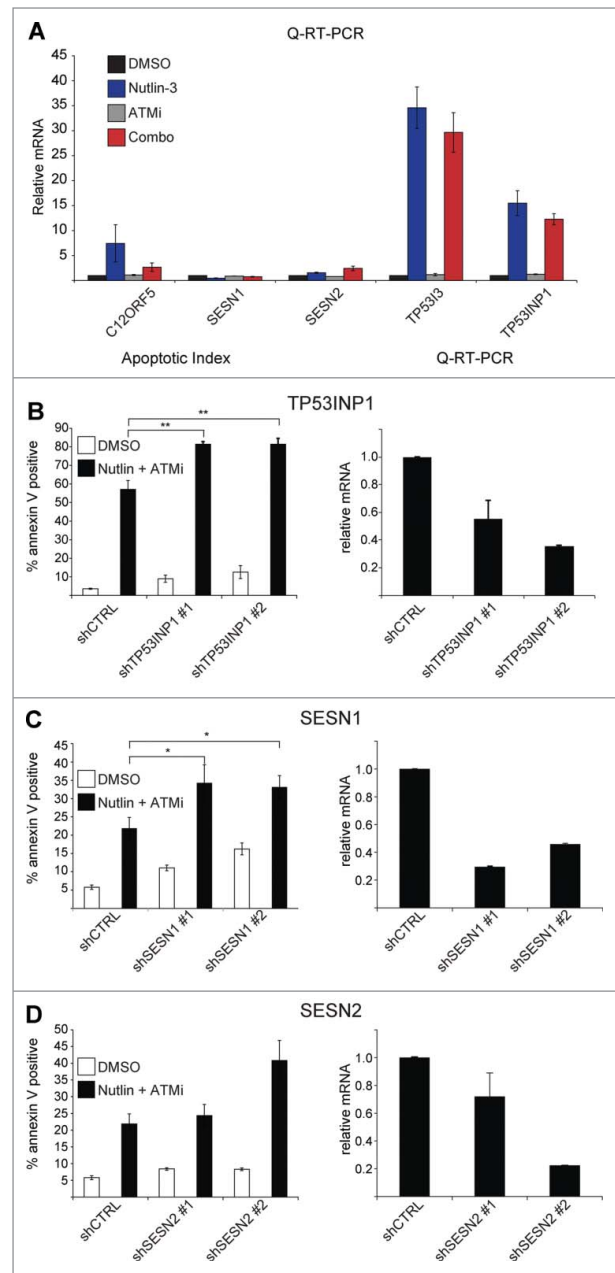 A
Q-RT-PCR
Relative mRNA
45
40
35
30
25
20
15
10
5
DMSO
Nutlin-3
ATMi
Combo
C12ORF5
SESN1
SESN2
TP53I3
TP53INP1
Apoptotic Index
Q-RT-PCR
B
TP53INP1
% annexin V positive
90
80
70
60
50
40
30
20
10
DMSO
Nutlin + ATMi
**
**
shCTRL
shTP53INP1 #1
shTP53INP1 #2
relative mRNA
1.0
0.8
0.6
0.4
0.2
shCTRL
shTP53INP1 #1
shTP53INP1 #2
C
SESN1
% annexin V positive
45
40
35
30
25
20
15
10
5
DMSO
Nutlin + ATMi
*
*
shCTRL
shSESN1 #1
shSESN1 #2
relative mRNA
1.0
0.8
0.6
0.4
0.2
shCTRL
shSESN1 #1
shSESN1 #2
D
SESN2
% annexin V positive
50
45
40
35
30
25
20
15
10
5
DMSO
Nutlin + ATMi
shCTRL
shSESN2 #1
shSESN2 #2
relative mRNA
1.0
0.8
0.6
0.4
0.2
shCTRL
shSESN2 #1
shSESN2 #2